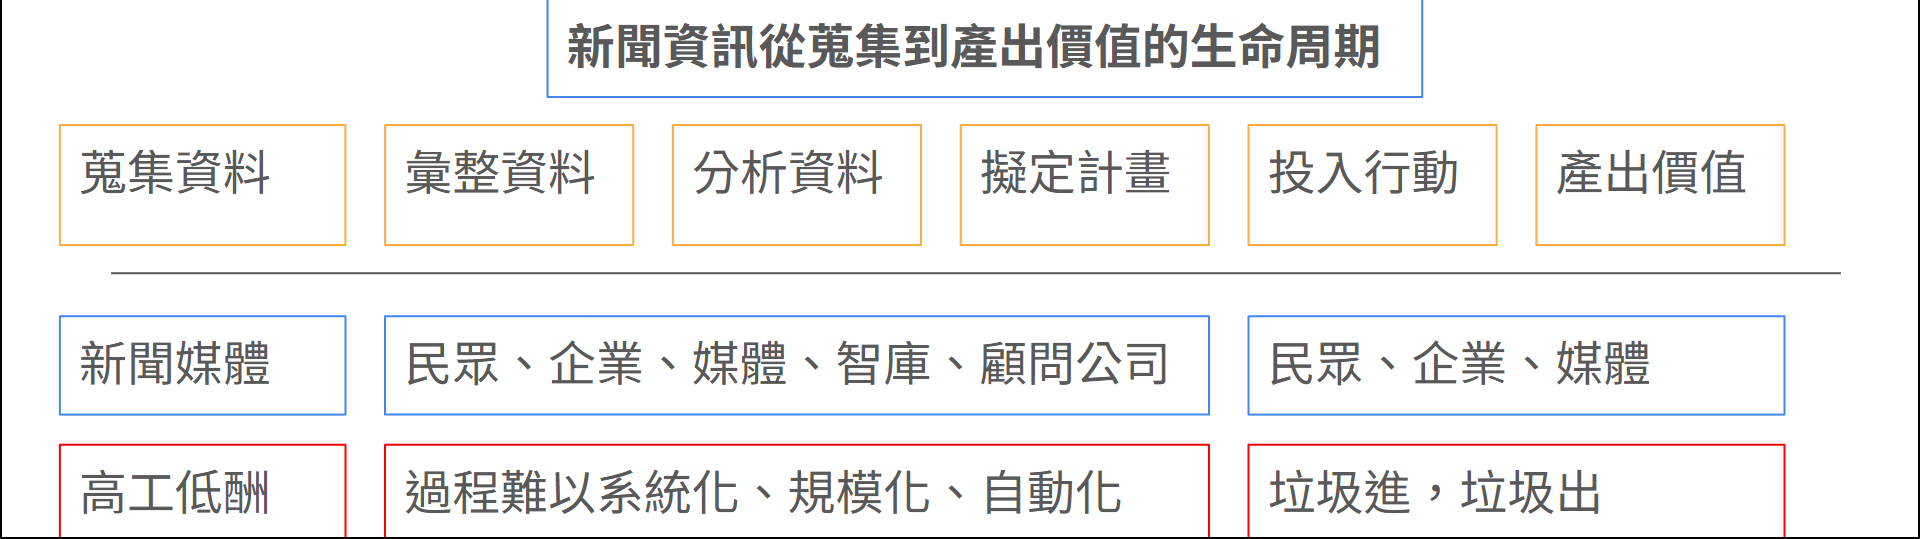 新聞資訊從蒐集到產出價值的生命周期
蒐集資料
彙整資料
分析資料
擬定計畫
投入行動
產出價值
新聞媒體
民眾、企業、媒體、智庫、顧問公司
民眾、企業、媒體
高工低酬
過程難以系統化、規模化、自動化
垃圾進，垃圾出